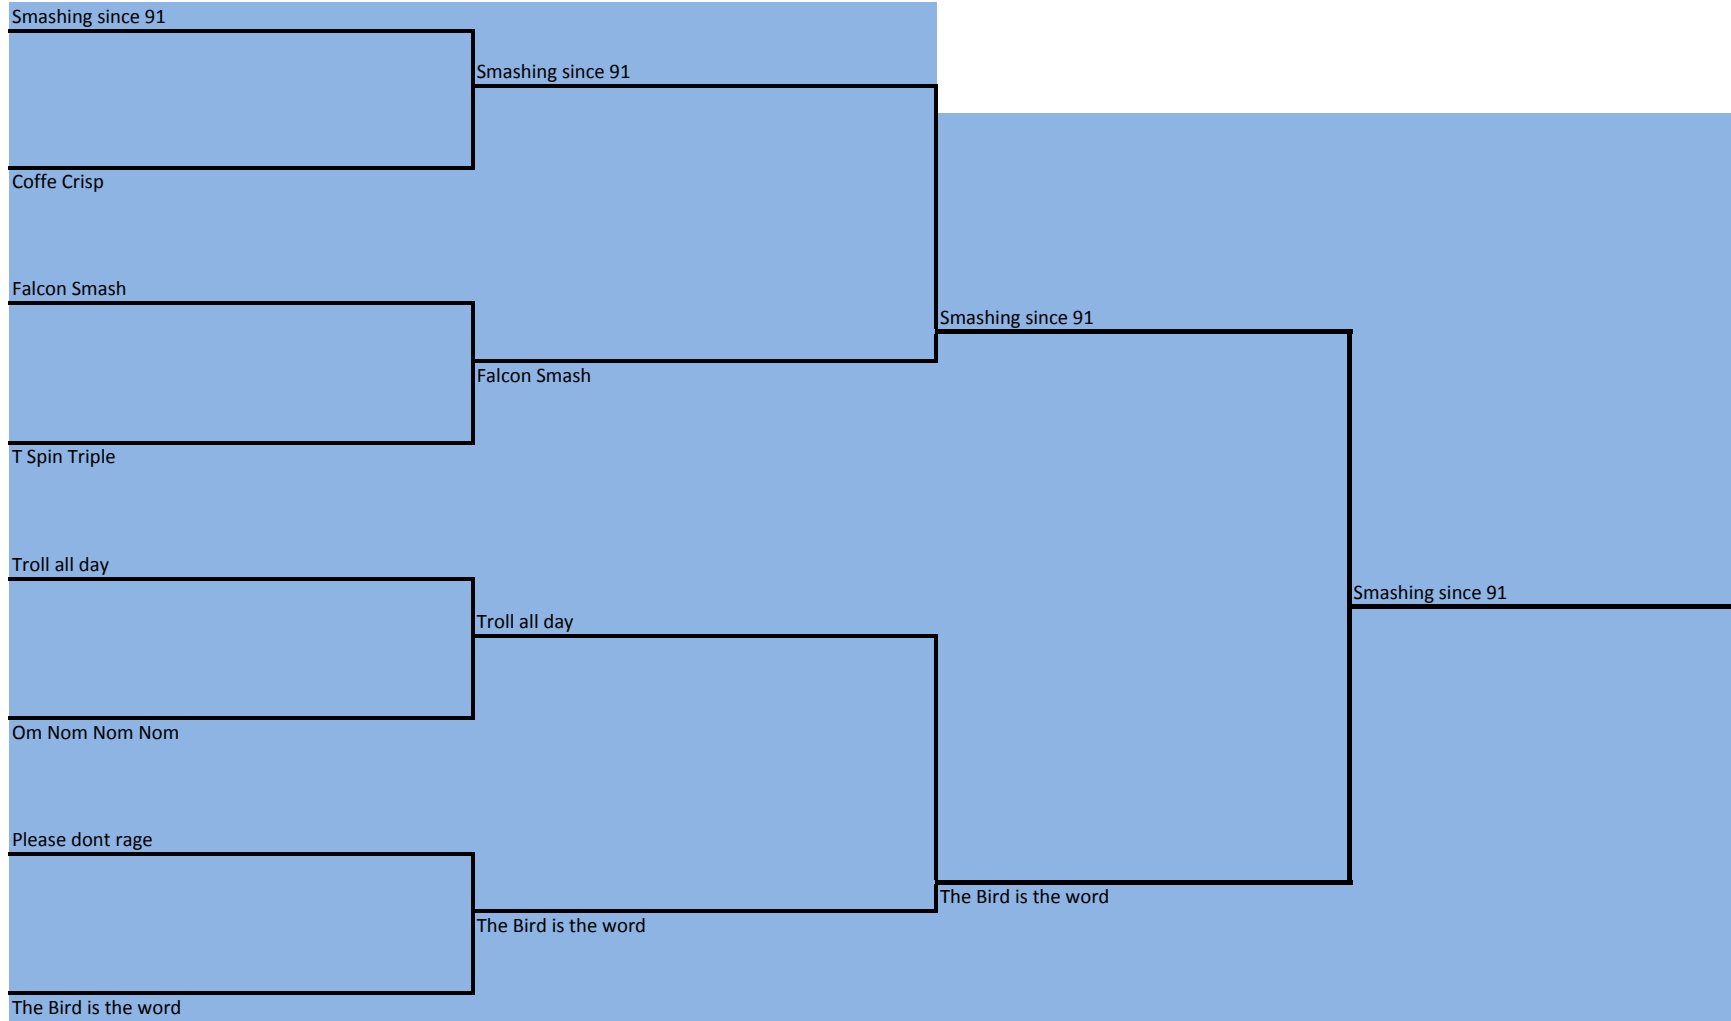 Smashing since 91
Smashing since 91
Coffe Crisp
Falcon Smash
Smashing since 91
Falcon Smash
T Spin Triple
Troll all day
Smashing since 91
Troll all day
Om Nom Nom Nom
Please dont rage
The Bird is the word
The Bird is the word
The Bird is the word